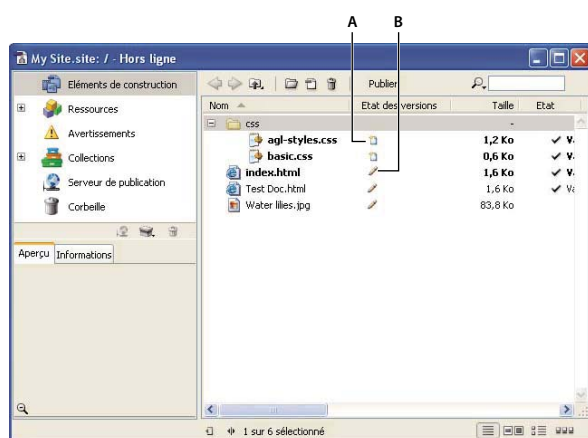 A B
My Site.site: / - Hors ligne
Eléments de construction
Ressources
Avertissements
Collections
Serveur de publication
Corbeille
Aperçu Informations
Publier
Nom Etat des versions Taille Etat
css -
agl-styles.css 1,2 Ko V
basic.css 0,6 Ko V
index.html 1,6 Ko V
Test Doc.html 1,6 Ko Va
Water lilies.jpg 83,8 Ko
1 sur 6 sélectionné